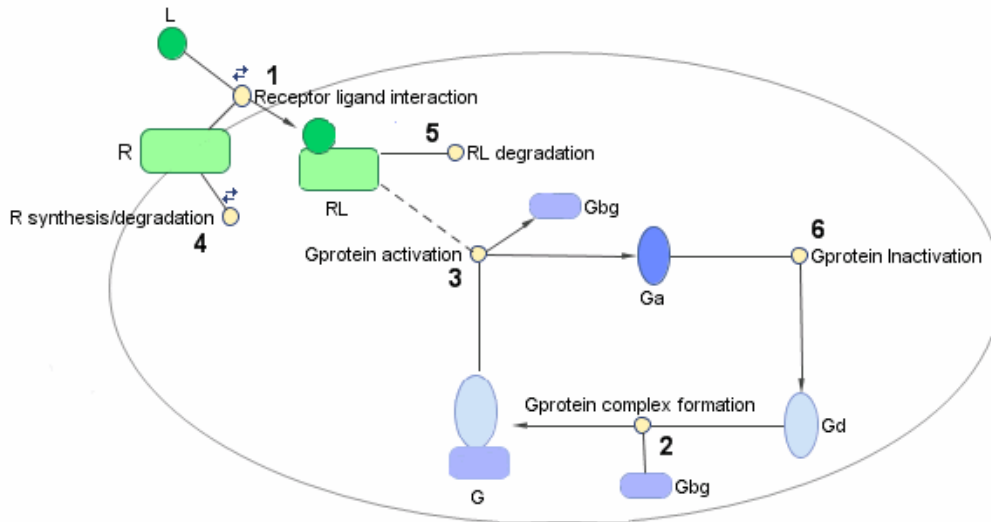 L
1
Receptor ligand interaction
R
5
RL degradation
RL
R synthesis/degradation
4
Gbg
6
Gprotein activation
3
Gprotein Inactivation
Ga
Gprotein complex formation
Gd
2
G
Gbg